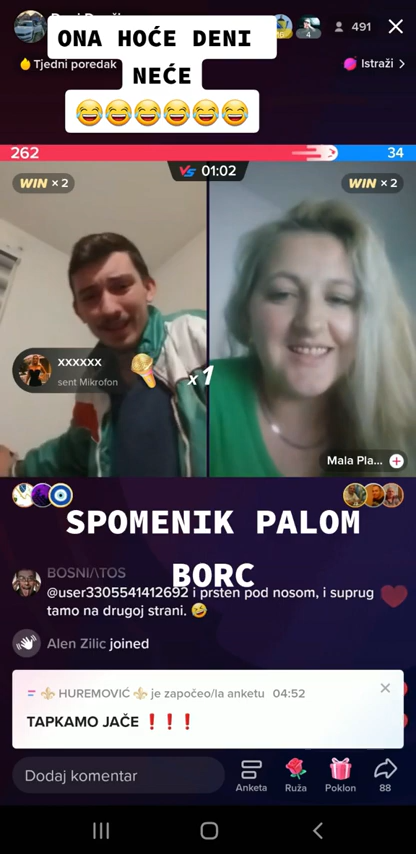 ONA HOĆE DENI
NEĆE
😂😂😂😂😂😂
491
Tjedni poredak
Istraži
262
VS 01:02
34
WIN × 2
WIN × 2
xxxxxx
sent Mikrofon
x1
Mala Pla...
SPOMENIK PALOM
BORC
BOSNIΛTOS
@user3305541412692 i prsten pod nosom, i suprug
tamo na drugoj strani. 🤣
Alen Zilic joined
⚜️ HUREMOVIĆ ⚜️ je započeo/la anketu 04:52
TAPKAMO JAČE ❗❗❗
Dodaj komentar
Anketa
Ruža
Poklon
88